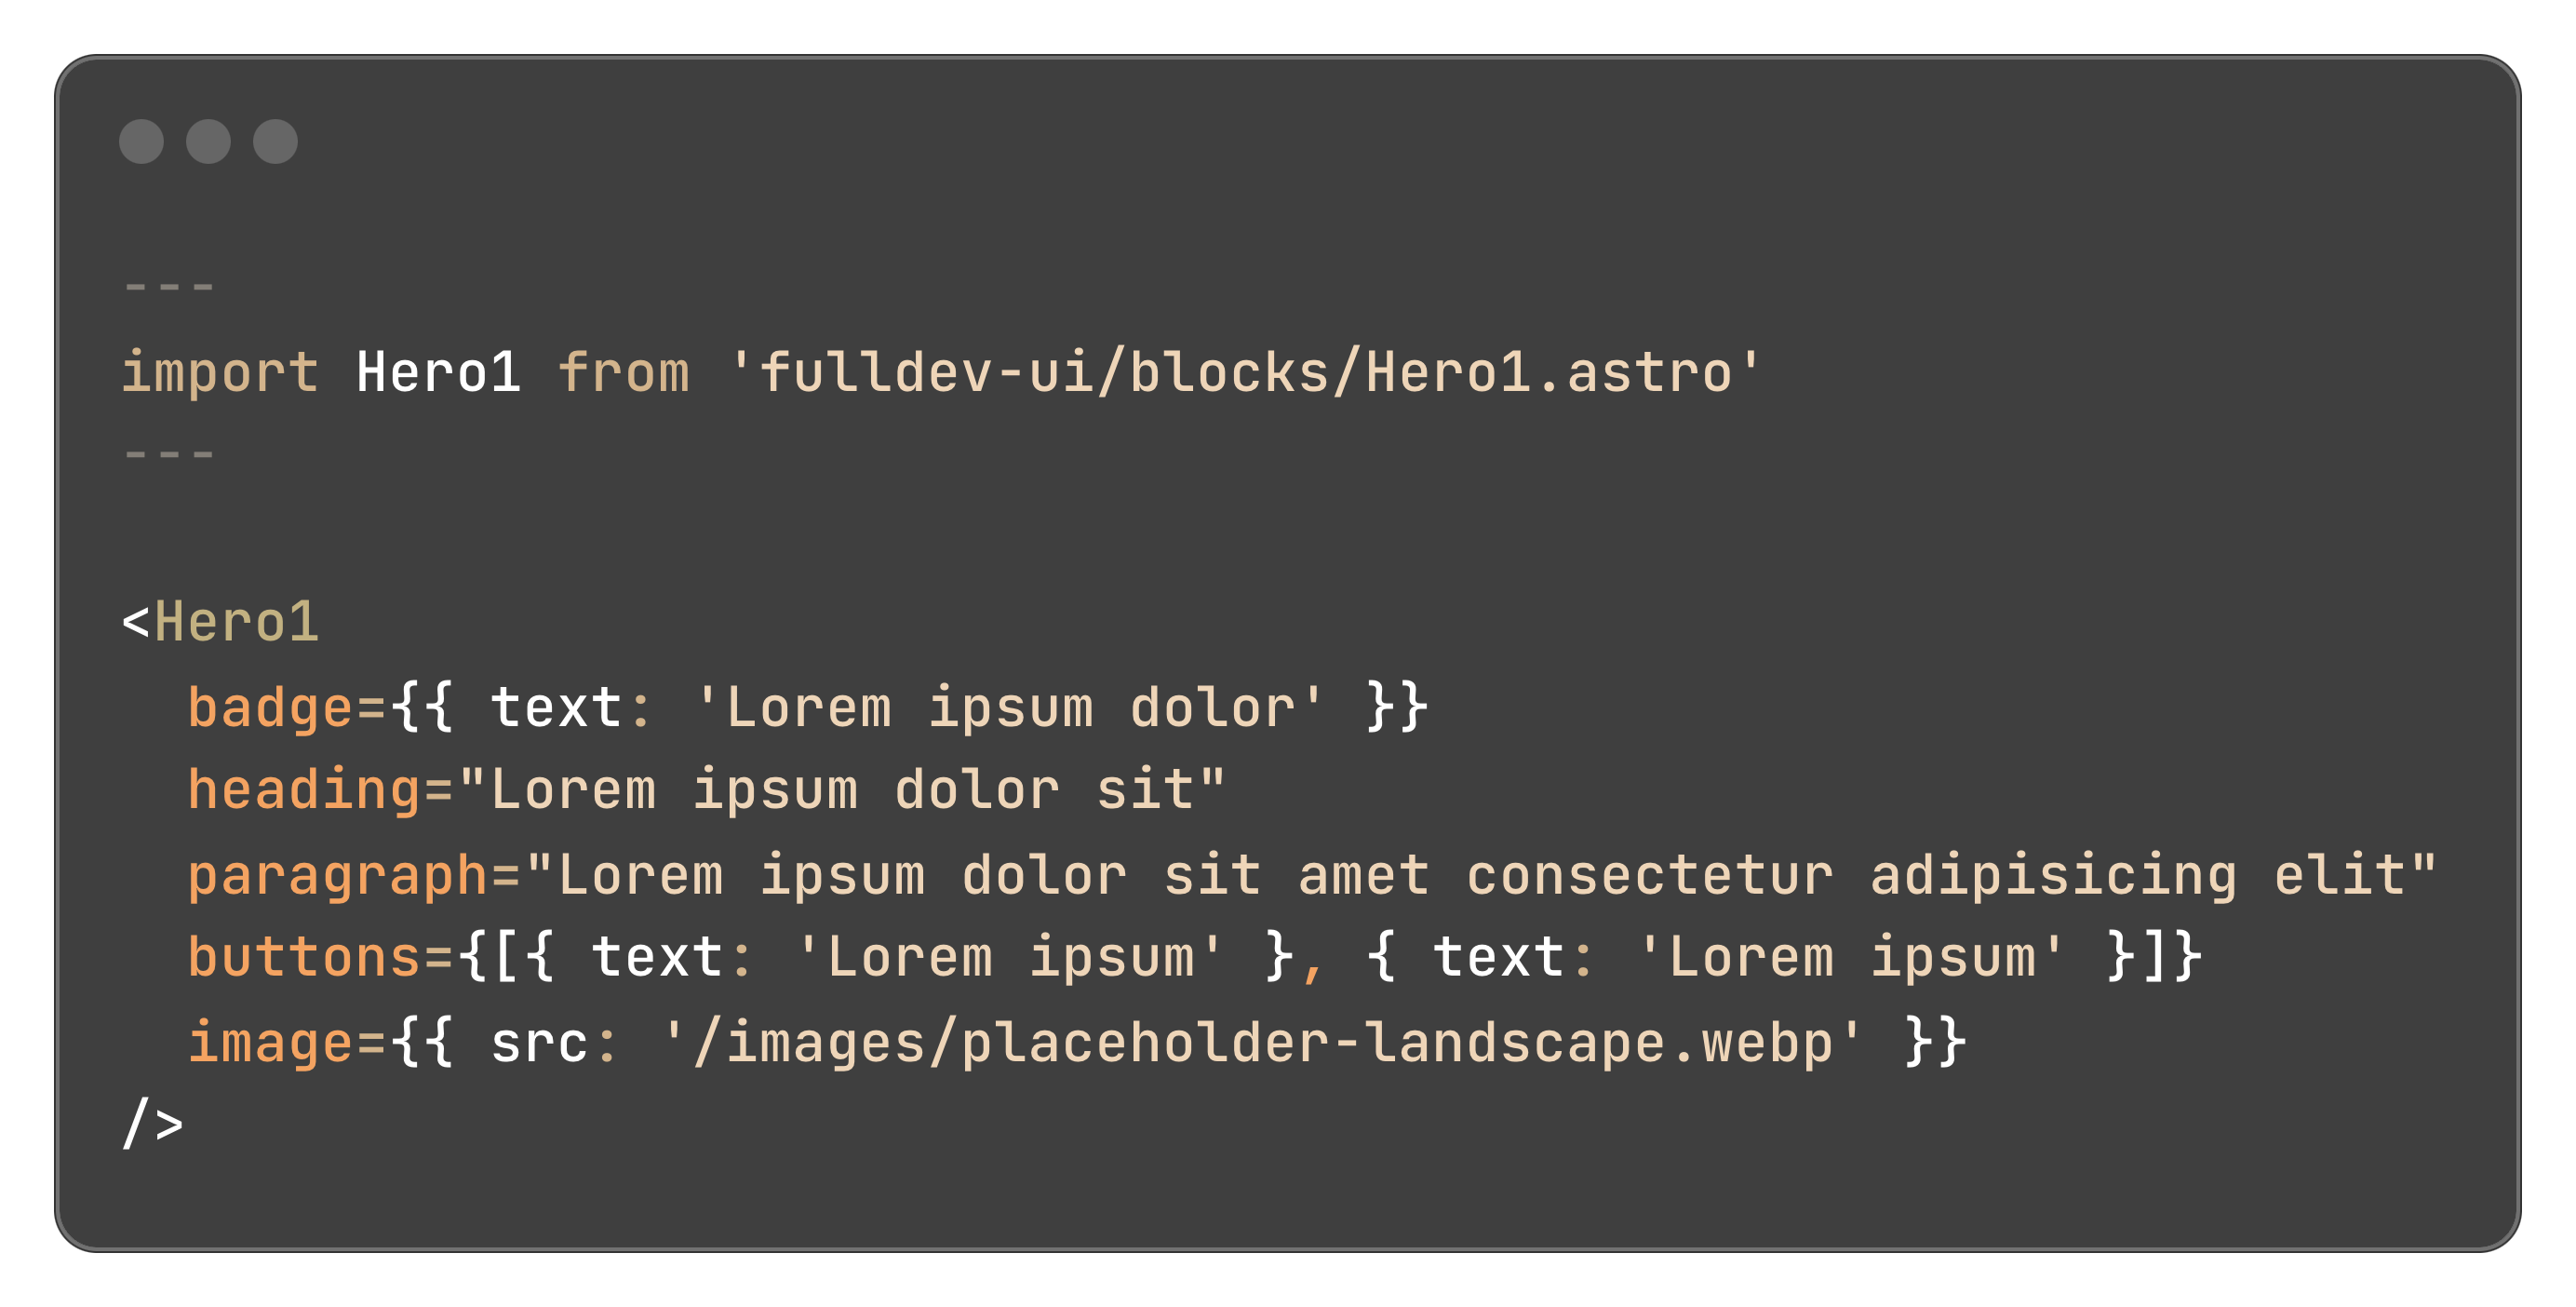 ---
import Hero1 from 'fulldev-ui/blocks/Hero1.astro'
---

<Hero1
  badge={{ text: 'Lorem ipsum dolor' }}
  heading="Lorem ipsum dolor sit"
  paragraph="Lorem ipsum dolor sit amet consectetur adipisicing elit"
  buttons={[{ text: 'Lorem ipsum' }, { text: 'Lorem ipsum' }]}
  image={{ src: '/images/placeholder-landscape.webp' }}
/>